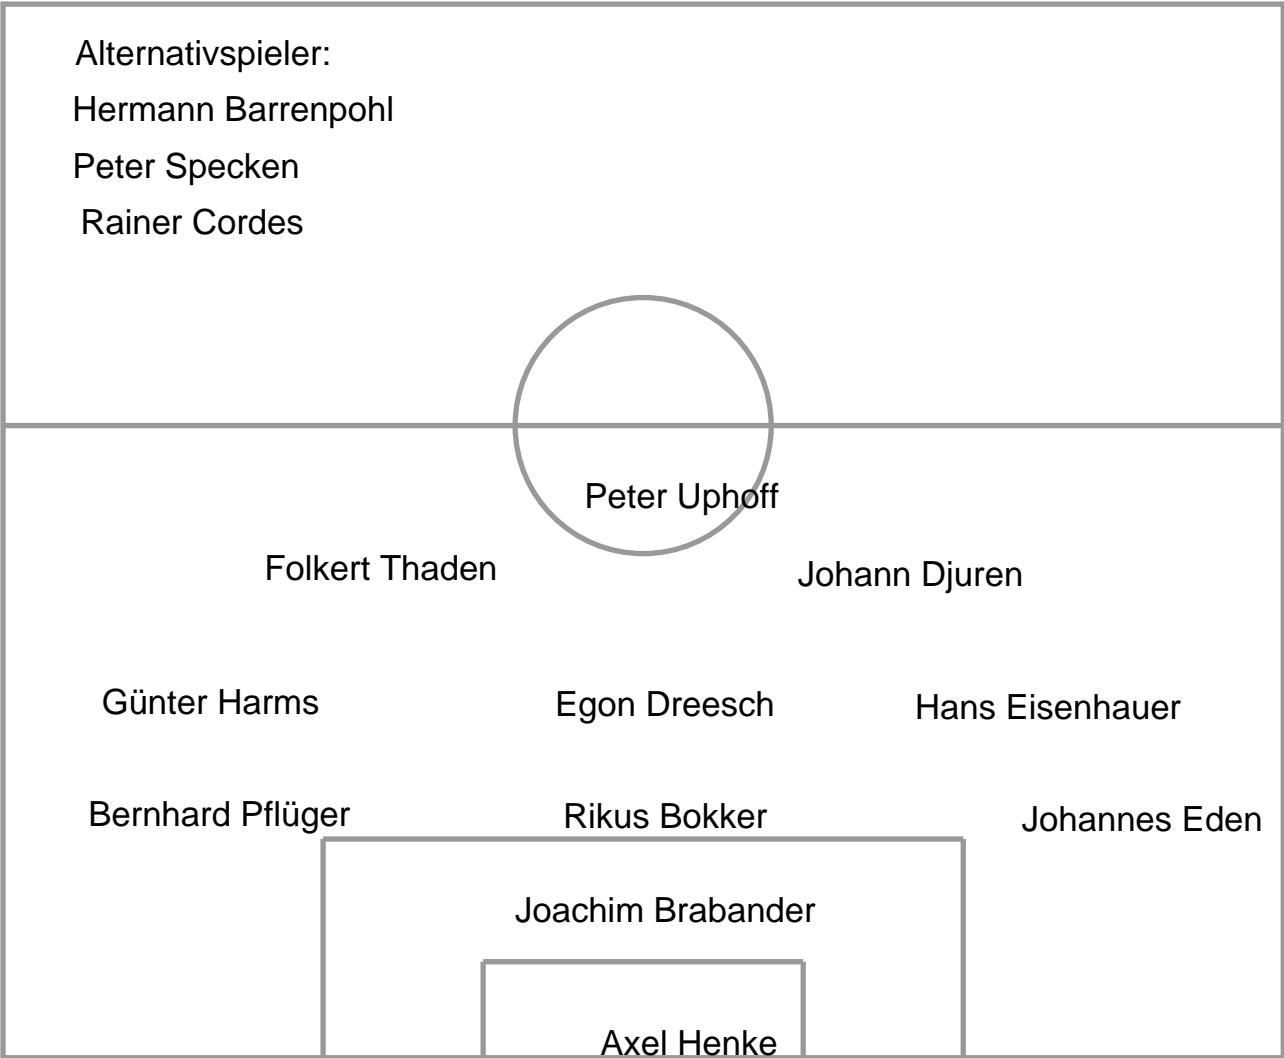 Alternativspieler:
Hermann Barrenpohl
Peter Specken
Rainer Cordes
Peter Uphoff
Folkert Thaden
Johann Djuren
Günter Harms
Egon Dreesch
Hans Eisenhauer
Bernhard Pflüger
Rikus Bokker
Johannes Eden
Joachim Brabander
Axel Henke